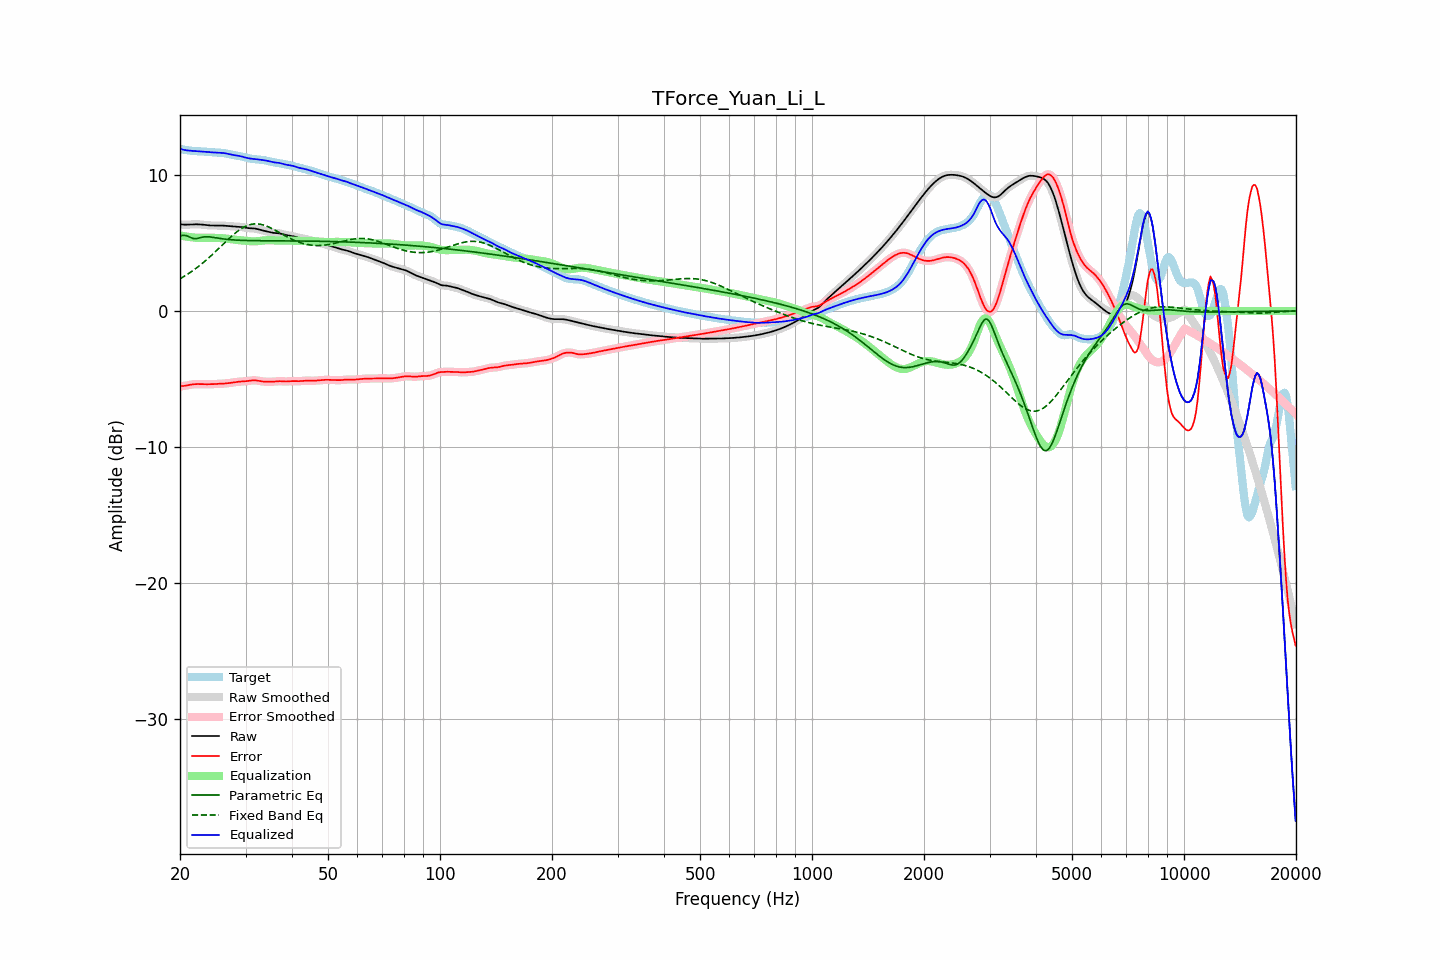 TForce_Yuan_Li_L
10
0
−10
−20
−30
Amplitude (dBr)
Target
Raw Smoothed
Error Smoothed
Raw
Error
Equalization
Parametric Eq
Fixed Band Eq
Equalized
20 50 100 200 500 1000 2000 5000 10000 20000
Frequency (Hz)